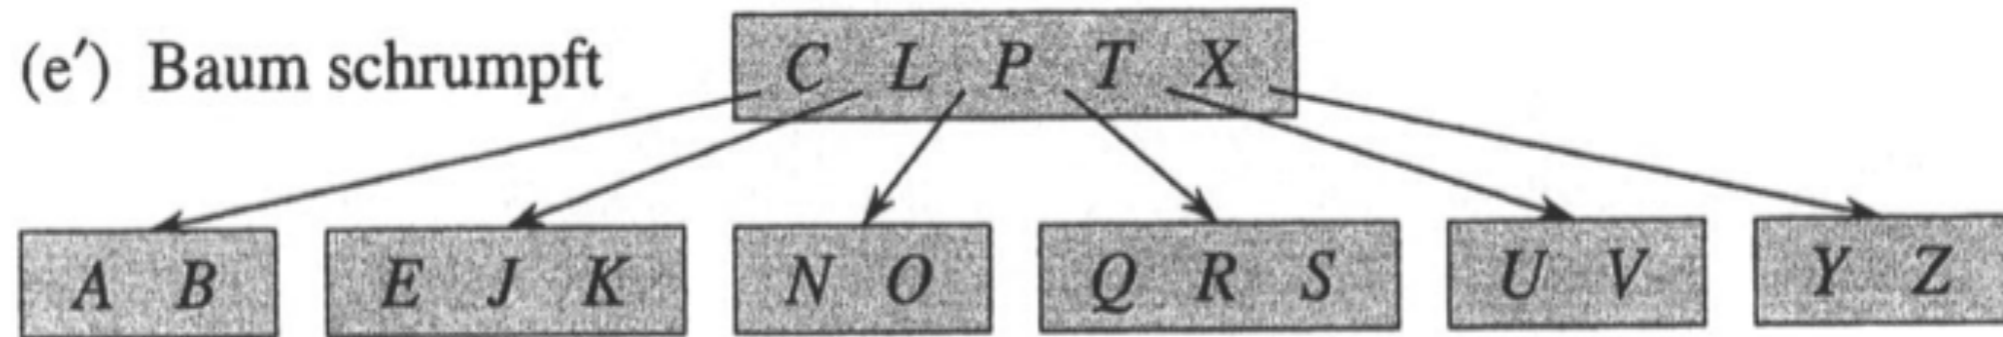 (e′) Baum schrumpft
C L P T X
A B E J K N O Q R S U V Y Z